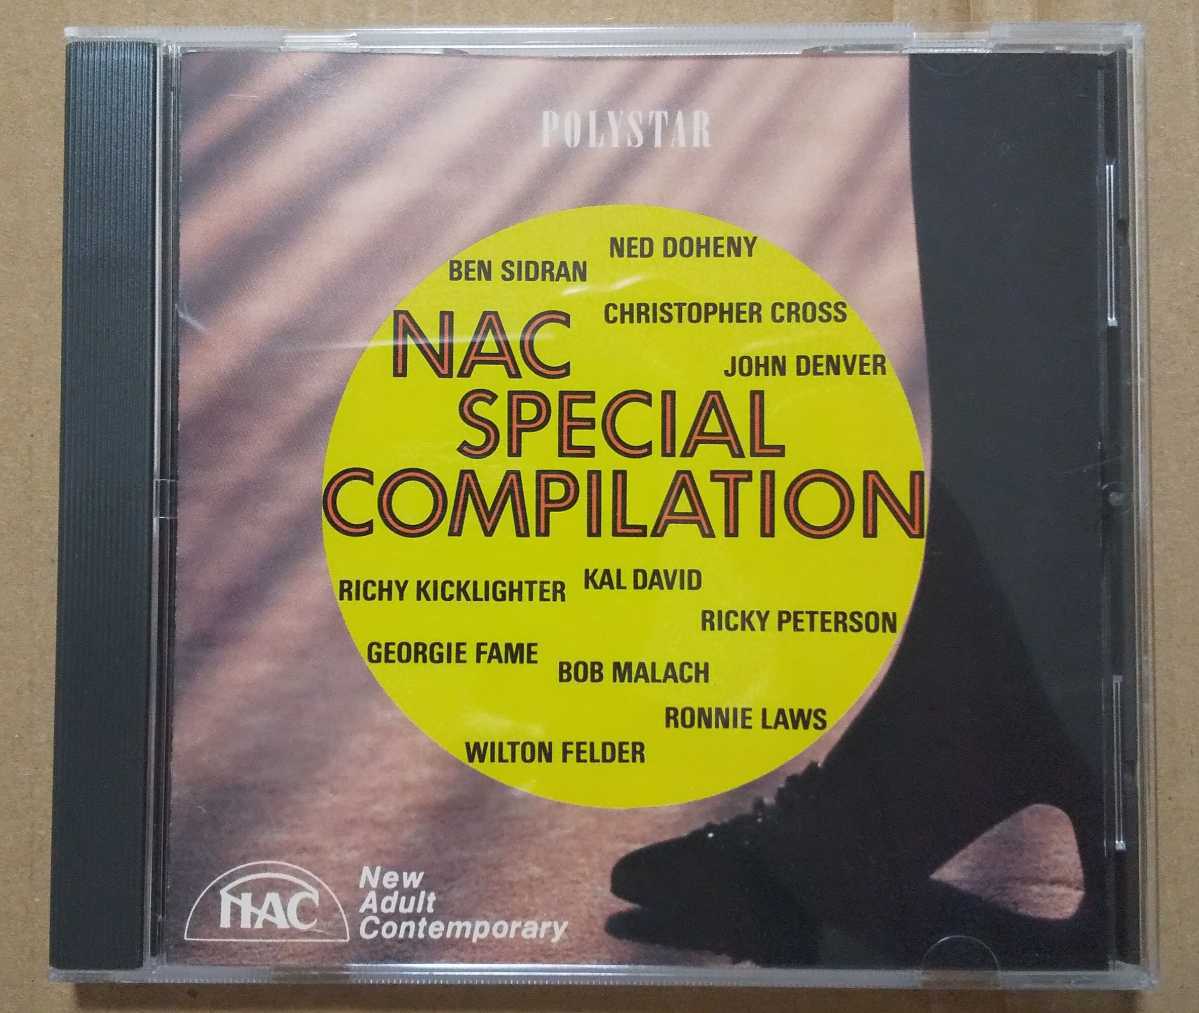 POLYSTAR
NED DOHENY
BEN SIDRAN
CHRISTOPHER CROSS
JOHN DENVER
NAC
SPECIAL
COMPILATION
KAL DAVID
RICHY KICKLIGHTER
RICKY PETERSON
GEORGIE FAME
BOB MALACH
RONNIE LAWS
WILTON FELDER
NAC
New
Adult
Contemporary